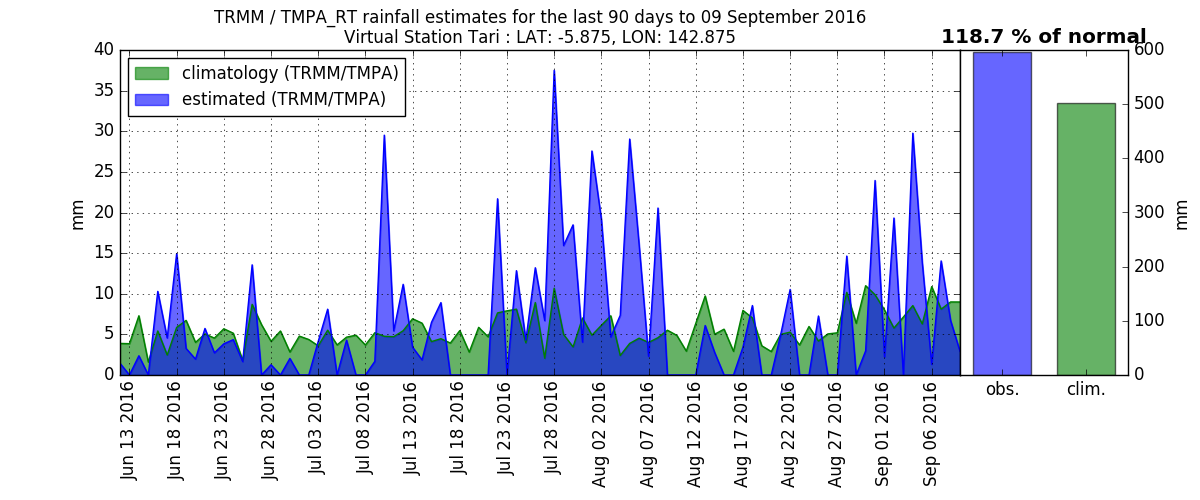 TRMM / TMPA_RT rainfall estimates for the last 90 days to 09 September 2016
Virtual Station Tari : LAT: -5.875, LON: 142.875
118.7 % of normal
climatology (TRMM/TMPA)
estimated (TRMM/TMPA)
mm
40
35
30
25
20
15
10
5
0
Jun 13 2016
Jun 18 2016
Jun 23 2016
Jun 28 2016
Jul 03 2016
Jul 08 2016
Jul 13 2016
Jul 18 2016
Jul 23 2016
Jul 28 2016
Aug 02 2016
Aug 07 2016
Aug 12 2016
Aug 17 2016
Aug 22 2016
Aug 27 2016
Sep 01 2016
Sep 06 2016
obs.
clim.
600
500
400
300
200
100
0
mm